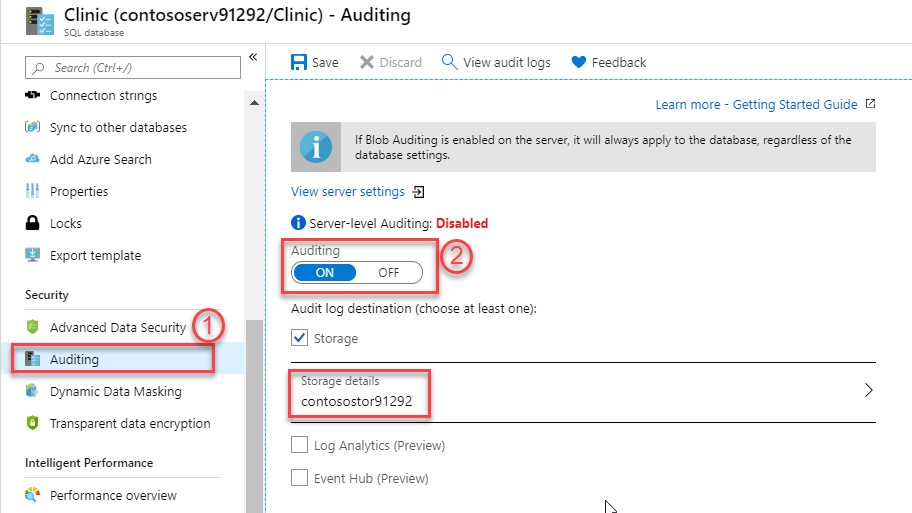 Clinic (contososerv91292/Clinic) - Auditing
SQL database
Search (Ctrl+/)
«
Connection strings
Sync to other databases
Add Azure Search
Properties
Locks
Export template
Security
Advanced Data Security
1
Auditing
Dynamic Data Masking
Transparent data encryption
Intelligent Performance
Performance overview
Save
Discard
View audit logs
Feedback
Learn more - Getting Started Guide
If Blob Auditing is enabled on the server, it will always apply to the database, regardless of the
database settings.
View server settings
Server-level Auditing: Disabled
Auditing
2
ON OFF
Audit log destination (choose at least one):
Storage
Storage details
contosostor91292
Log Analytics (Preview)
Event Hub (Preview)